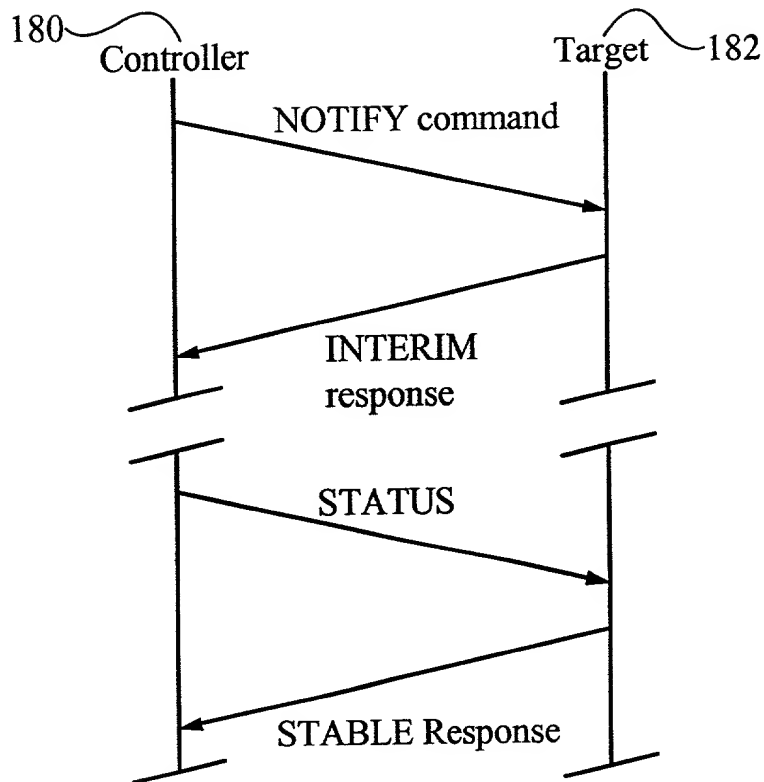 180
Controller
Target
182
NOTIFY command
INTERIM
response
STATUS
STABLE Response